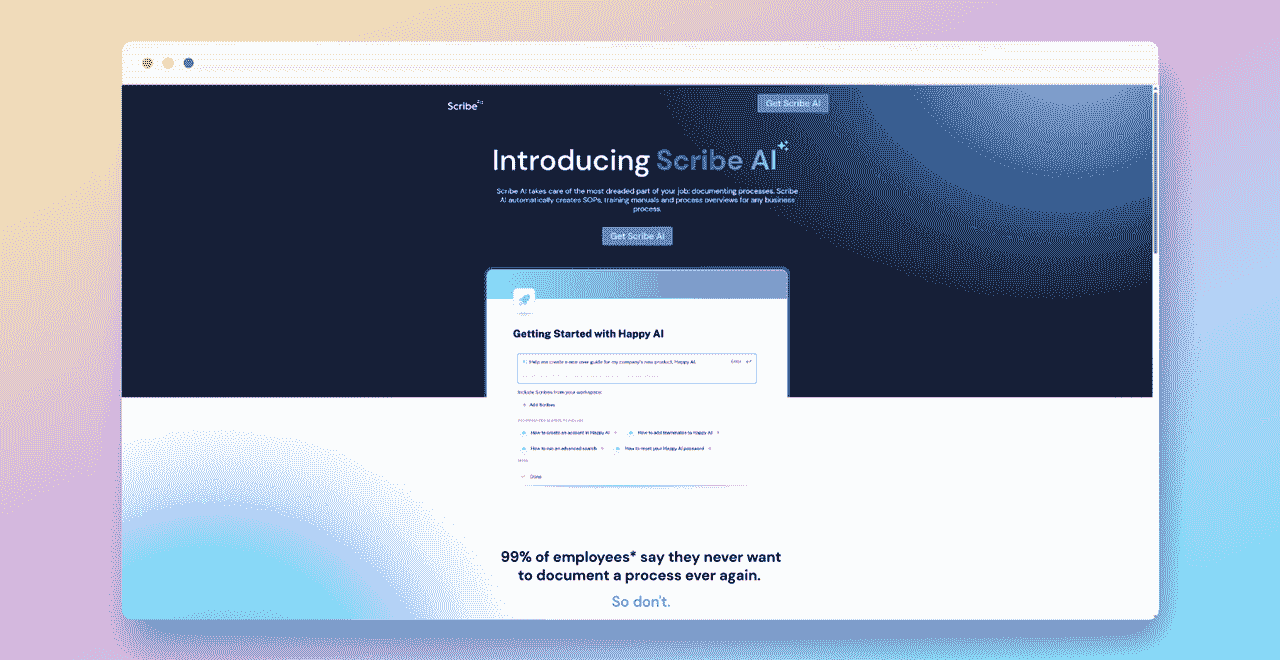 Scribe
Get Scribe AI
Introducing Scribe AI
Scribe AI takes care of the most dreaded part of your job: documenting processes. Scribe
AI automatically creates SOPs, training manuals and process overviews for any business
process.
Get Scribe AI
Getting Started with Happy AI
Help me create a new user guide for my company's new product, Happy AI.
Enter
Include Scribes from your workspace:
+ Add Scribes
How to create an account in Happy AI
How to add teammates to Happy AI
How to run an advanced search
How to reset your Happy AI password
Done
99% of employees* say they never want
to document a process ever again.
So don't.